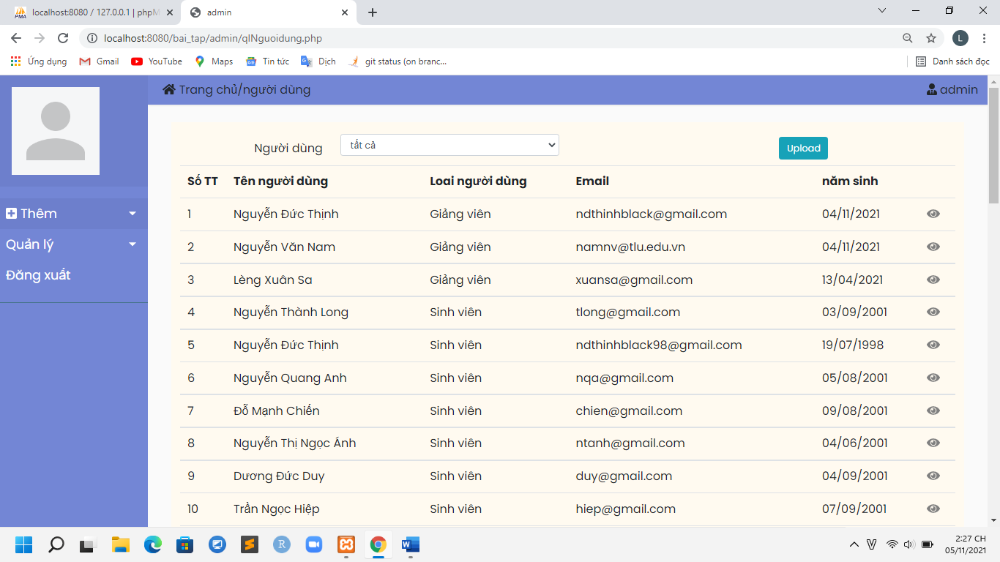 localhost:8080 / 127.0.0.1 | phpM
admin
localhost:8080/bai_tap/admin/qlNguoidung.php
L
Ứng dụng Gmail YouTube Maps Tin tức Dịch git status (on branc... Danh sách đọc
Trang chủ/người dùng
admin
Thêm
Quản lý
Đăng xuất
Người dùng tất cả Upload
Số TT Tên người dùng Loai người dùng Email năm sinh
1 Nguyễn Đức Thịnh Giảng viên ndthinhblack@gmail.com 04/11/2021
2 Nguyễn Văn Nam Giảng viên namnv@tlu.edu.vn 04/11/2021
3 Lèng Xuân Sa Giảng viên xuansa@gmail.com 13/04/2021
4 Nguyễn Thành Long Sinh viên tlong@gmail.com 03/09/2001
5 Nguyễn Đức Thịnh Sinh viên ndthinhblack98@gmail.com 19/07/1998
6 Nguyễn Quang Anh Sinh viên nqa@gmail.com 05/08/2001
7 Đỗ Mạnh Chiến Sinh viên chien@gmail.com 09/08/2001
8 Nguyễn Thị Ngọc Ánh Sinh viên ntanh@gmail.com 04/06/2001
9 Dương Đức Duy Sinh viên duy@gmail.com 04/09/2001
10 Trần Ngọc Hiệp Sinh viên hiep@gmail.com 07/09/2001
2:27 CH
05/11/2021